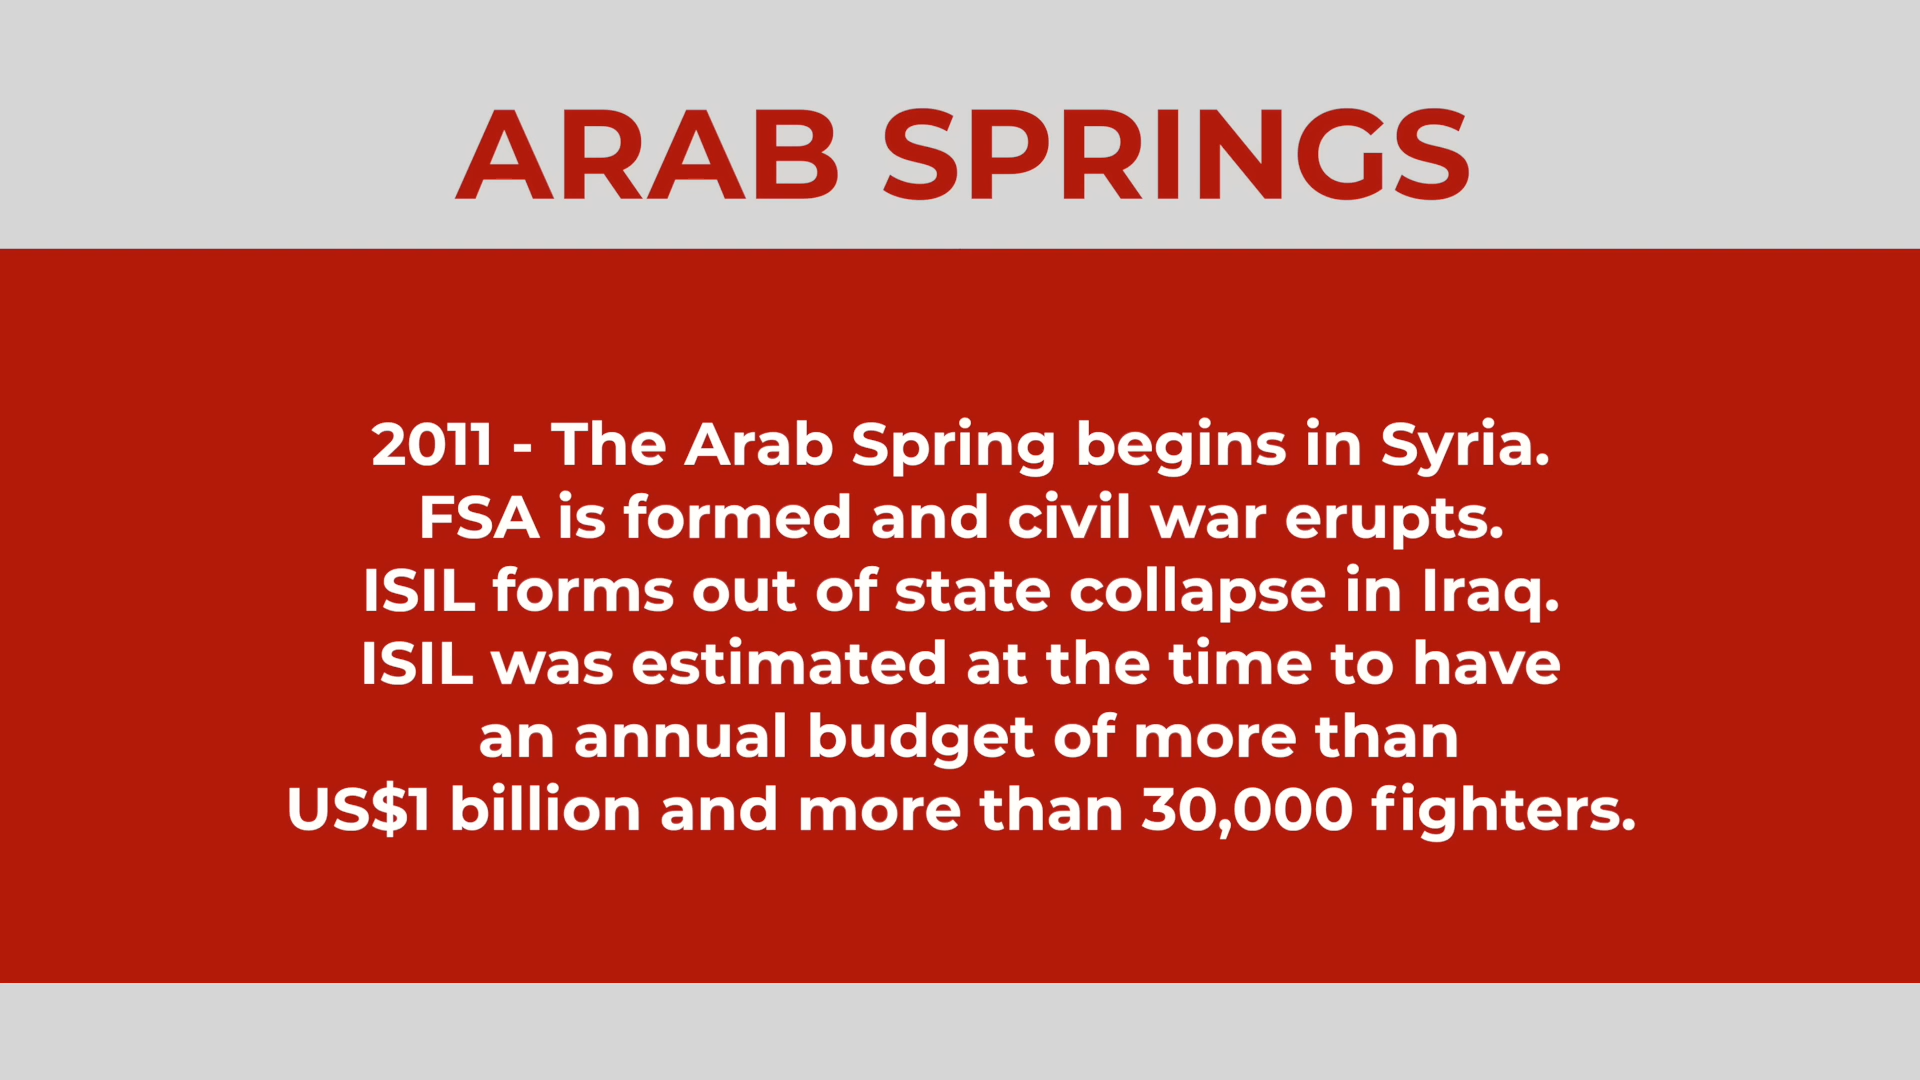 ARAB SPRINGS
2011 - The Arab Spring begins in Syria.
FSA is formed and civil war erupts.
ISIL forms out of state collapse in Iraq.
ISIL was estimated at the time to have
an annual budget of more than
US$1 billion and more than 30,000 fighters.